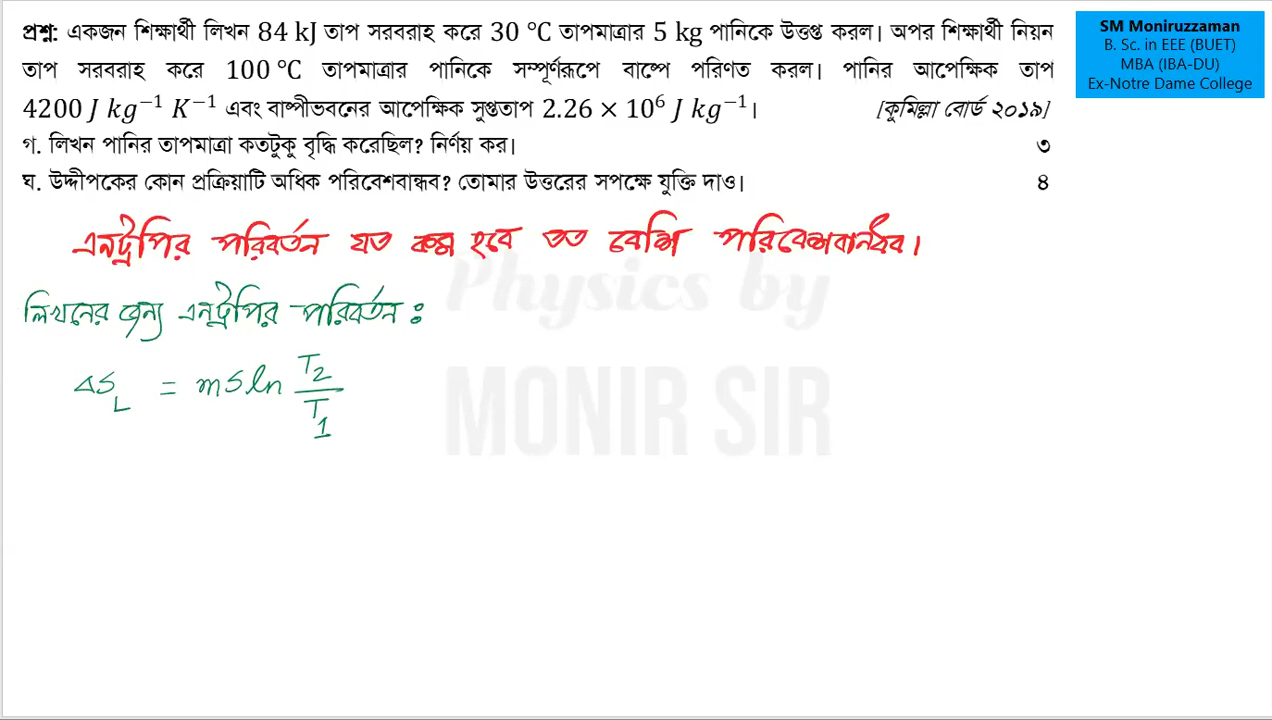 প্রশ্ন: একজন শিক্ষার্থী লিখন 84 kJ তাপ সরবরাহ করে 30 °C তাপমাত্রার 5 kg পানিকে উত্তপ্ত করল। অপর শিক্ষার্থী নিয়ন
তাপ সরবরাহ করে 100 °C তাপমাত্রার পানিকে সম্পূর্ণরূপে বাষ্পে পরিণত করল। পানির আপেক্ষিক তাপ
4200 J kg⁻¹ K⁻¹ এবং বাষ্পীভবনের আপেক্ষিক সুপ্ততাপ 2.26 × 10⁶ J kg⁻¹। [কুমিল্লা বোর্ড ২০১৯]
গ. লিখন পানির তাপমাত্রা কতটুকু বৃদ্ধি করেছিল? নির্ণয় কর। ৩
ঘ. উদ্দীপকের কোন প্রক্রিয়াটি অধিক পরিবেশবান্ধব? তোমার উত্তরের সপক্ষে যুক্তি দাও। ৪
SM Moniruzzaman
B. Sc. in EEE (BUET)
MBA (IBA-DU)
Ex-Notre Dame College
এনট্রপির পরিবর্তন যত কম হবে তত বেশি পরিবেশবান্ধব।
লিখনের জন্য এনট্রপির পরিবর্তন :
ΔS_L = mS ln T₂/T₁
Physics by
MONIR SIR